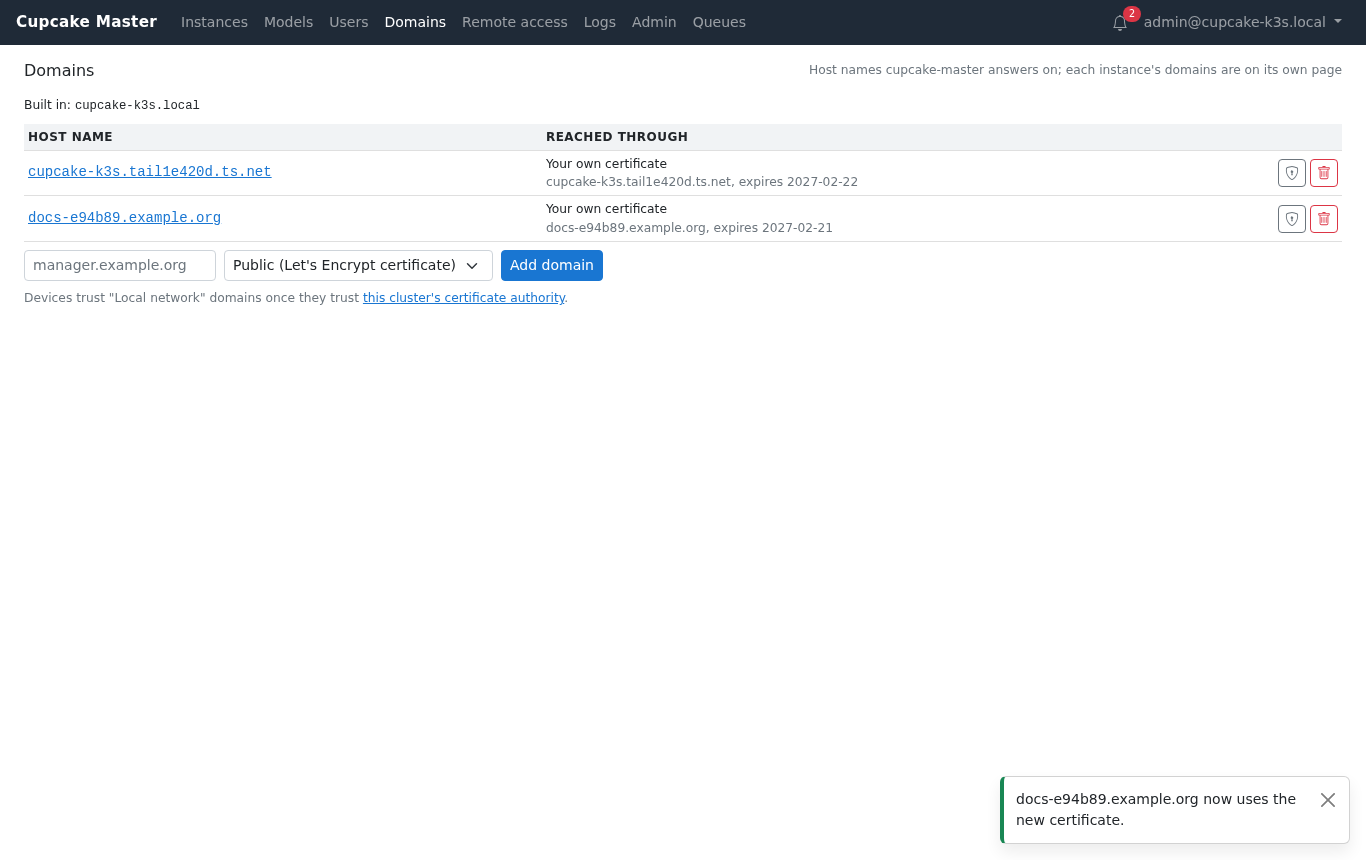 Cupcake Master Instances Models Users Domains Remote access Logs Admin Queues 2 admin@cupcake-k3s.local
Domains Host names cupcake-master answers on; each instance's domains are on its own page
Built in: cupcake-k3s.local
HOST NAME REACHED THROUGH
cupcake-k3s.tail1e420d.ts.net Your own certificate
cupcake-k3s.tail1e420d.ts.net, expires 2027-02-22
docs-e94b89.example.org Your own certificate
docs-e94b89.example.org, expires 2027-02-21
manager.example.org Public (Let's Encrypt certificate) Add domain
Devices trust "Local network" domains once they trust this cluster's certificate authority.
docs-e94b89.example.org now uses the
new certificate.